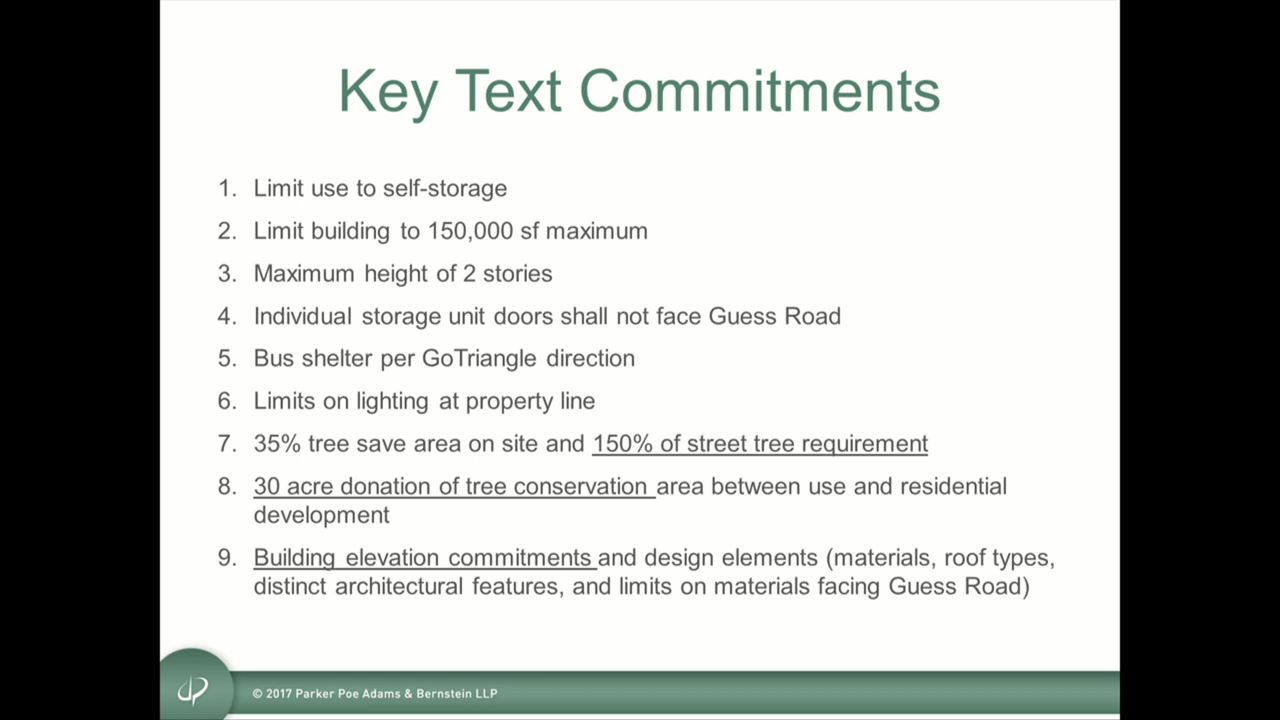 Key Text Commitments
1. Limit use to self-storage
2. Limit building to 150,000 sf maximum
3. Maximum height of 2 stories
4. Individual storage unit doors shall not face Guess Road
5. Bus shelter per GoTriangle direction
6. Limits on lighting at property line
7. 35% tree save area on site and 150% of street tree requirement
8. 30 acre donation of tree conservation area between use and residential
development
9. Building elevation commitments and design elements (materials, roof types,
distinct architectural features, and limits on materials facing Guess Road)
© 2017 Parker Poe Adams & Bernstein LLP